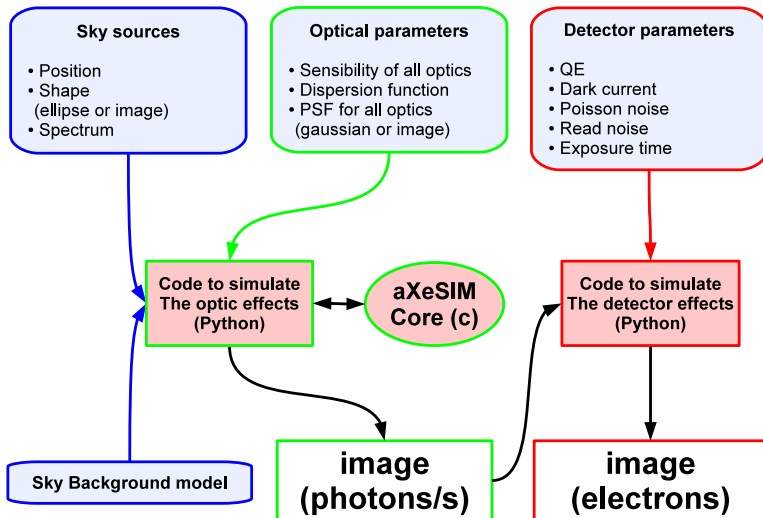 Sky sources
• Position
• Shape
(ellipse or image)
• Spectrum
Optical parameters
• Sensibility of all optics
• Dispersion function
• PSF for all optics
(gaussian or image)
Detector parameters
• QE
• Dark current
• Poisson noise
• Read noise
• Exposure time
Code to simulate
The optic effects
(Python)
aXeSIM
Core (c)
Code to simulate
The detector effects
(Python)
Sky Background model
image
(photons/s)
image
(electrons)